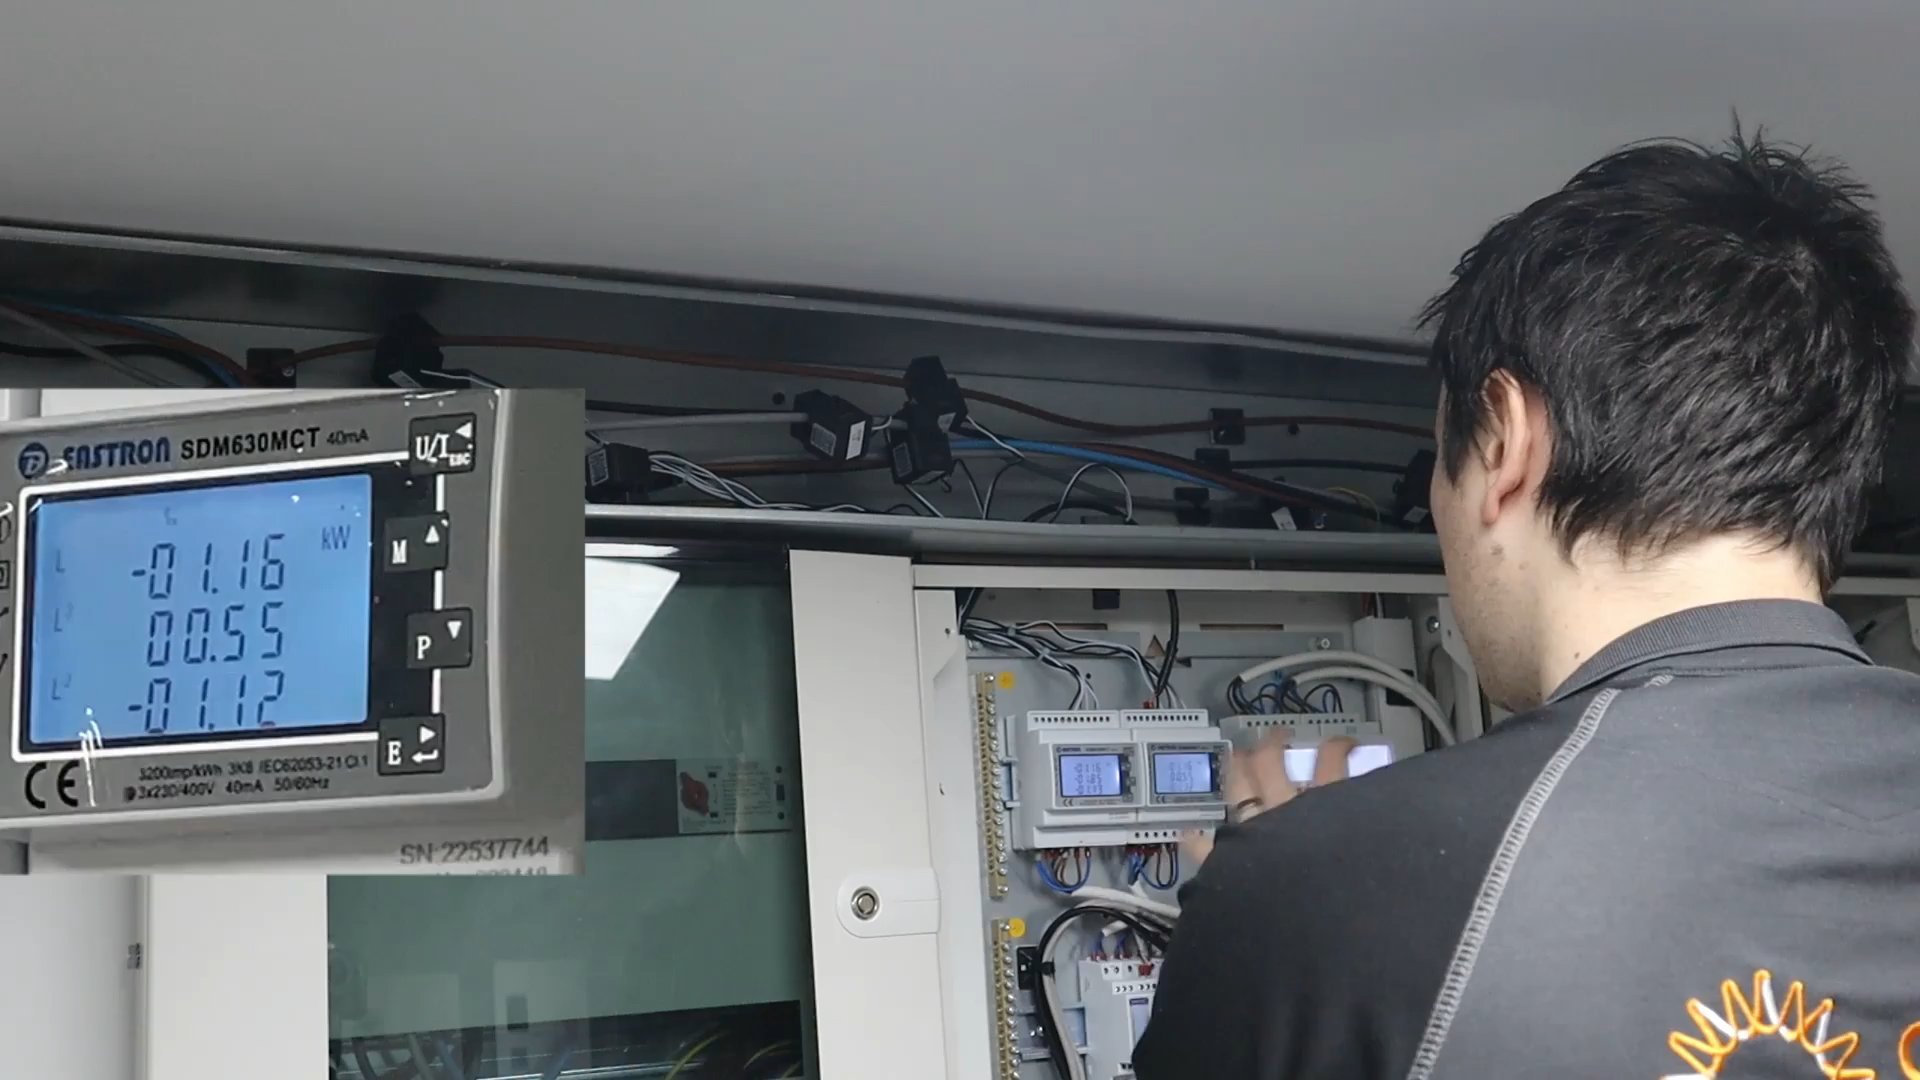 EASTRON SDM630MCT 40mA
U/I ESC
kW
-01.16
M
00.55
P
-01.12
E
CE
3200imp/kWh 3K8 IEC62053-21 Cl.1
3x230/400V 40mA 50/60Hz
SN:22537744